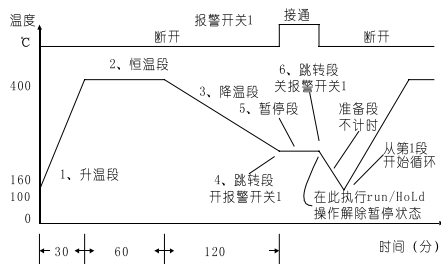 温度
℃
报警开关1
接通
断开
断开
2、恒温段
6、跳转段
关报警开关1
400
3、降温段
5、暂停段
准备段
不计时
1、升温段
4、跳转段
开报警开关1
从第1段
开始循环
160
100
0
在此执行run/HoLd
操作解除暂停状态
时间（分）
30
60
120